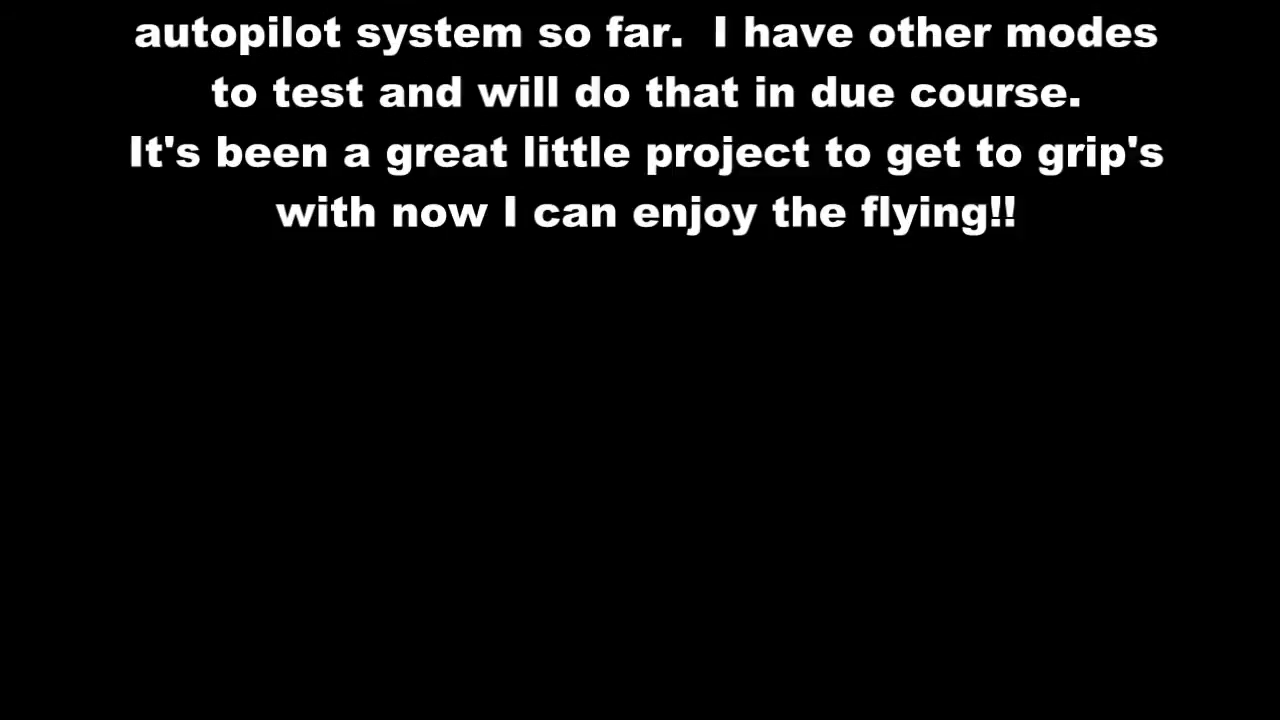 autopilot system so far.  I have other modes
to test and will do that in due course.
It's been a great little project to get to grip's
with now I can enjoy the flying!!